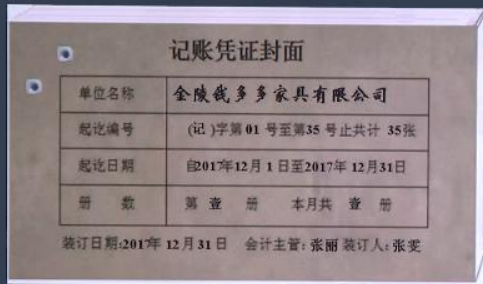 记账凭证封面
单位名称 金陵钱多多家具有限公司
起讫编号 (记)字第01号至第35号止共计 35张
起讫日期 自2017年12月1日至2017年12月31日
册 数 第 壹 册 本月共 壹 册
装订日期:2017年12月31日 会计主管:张丽 装订人:张雯